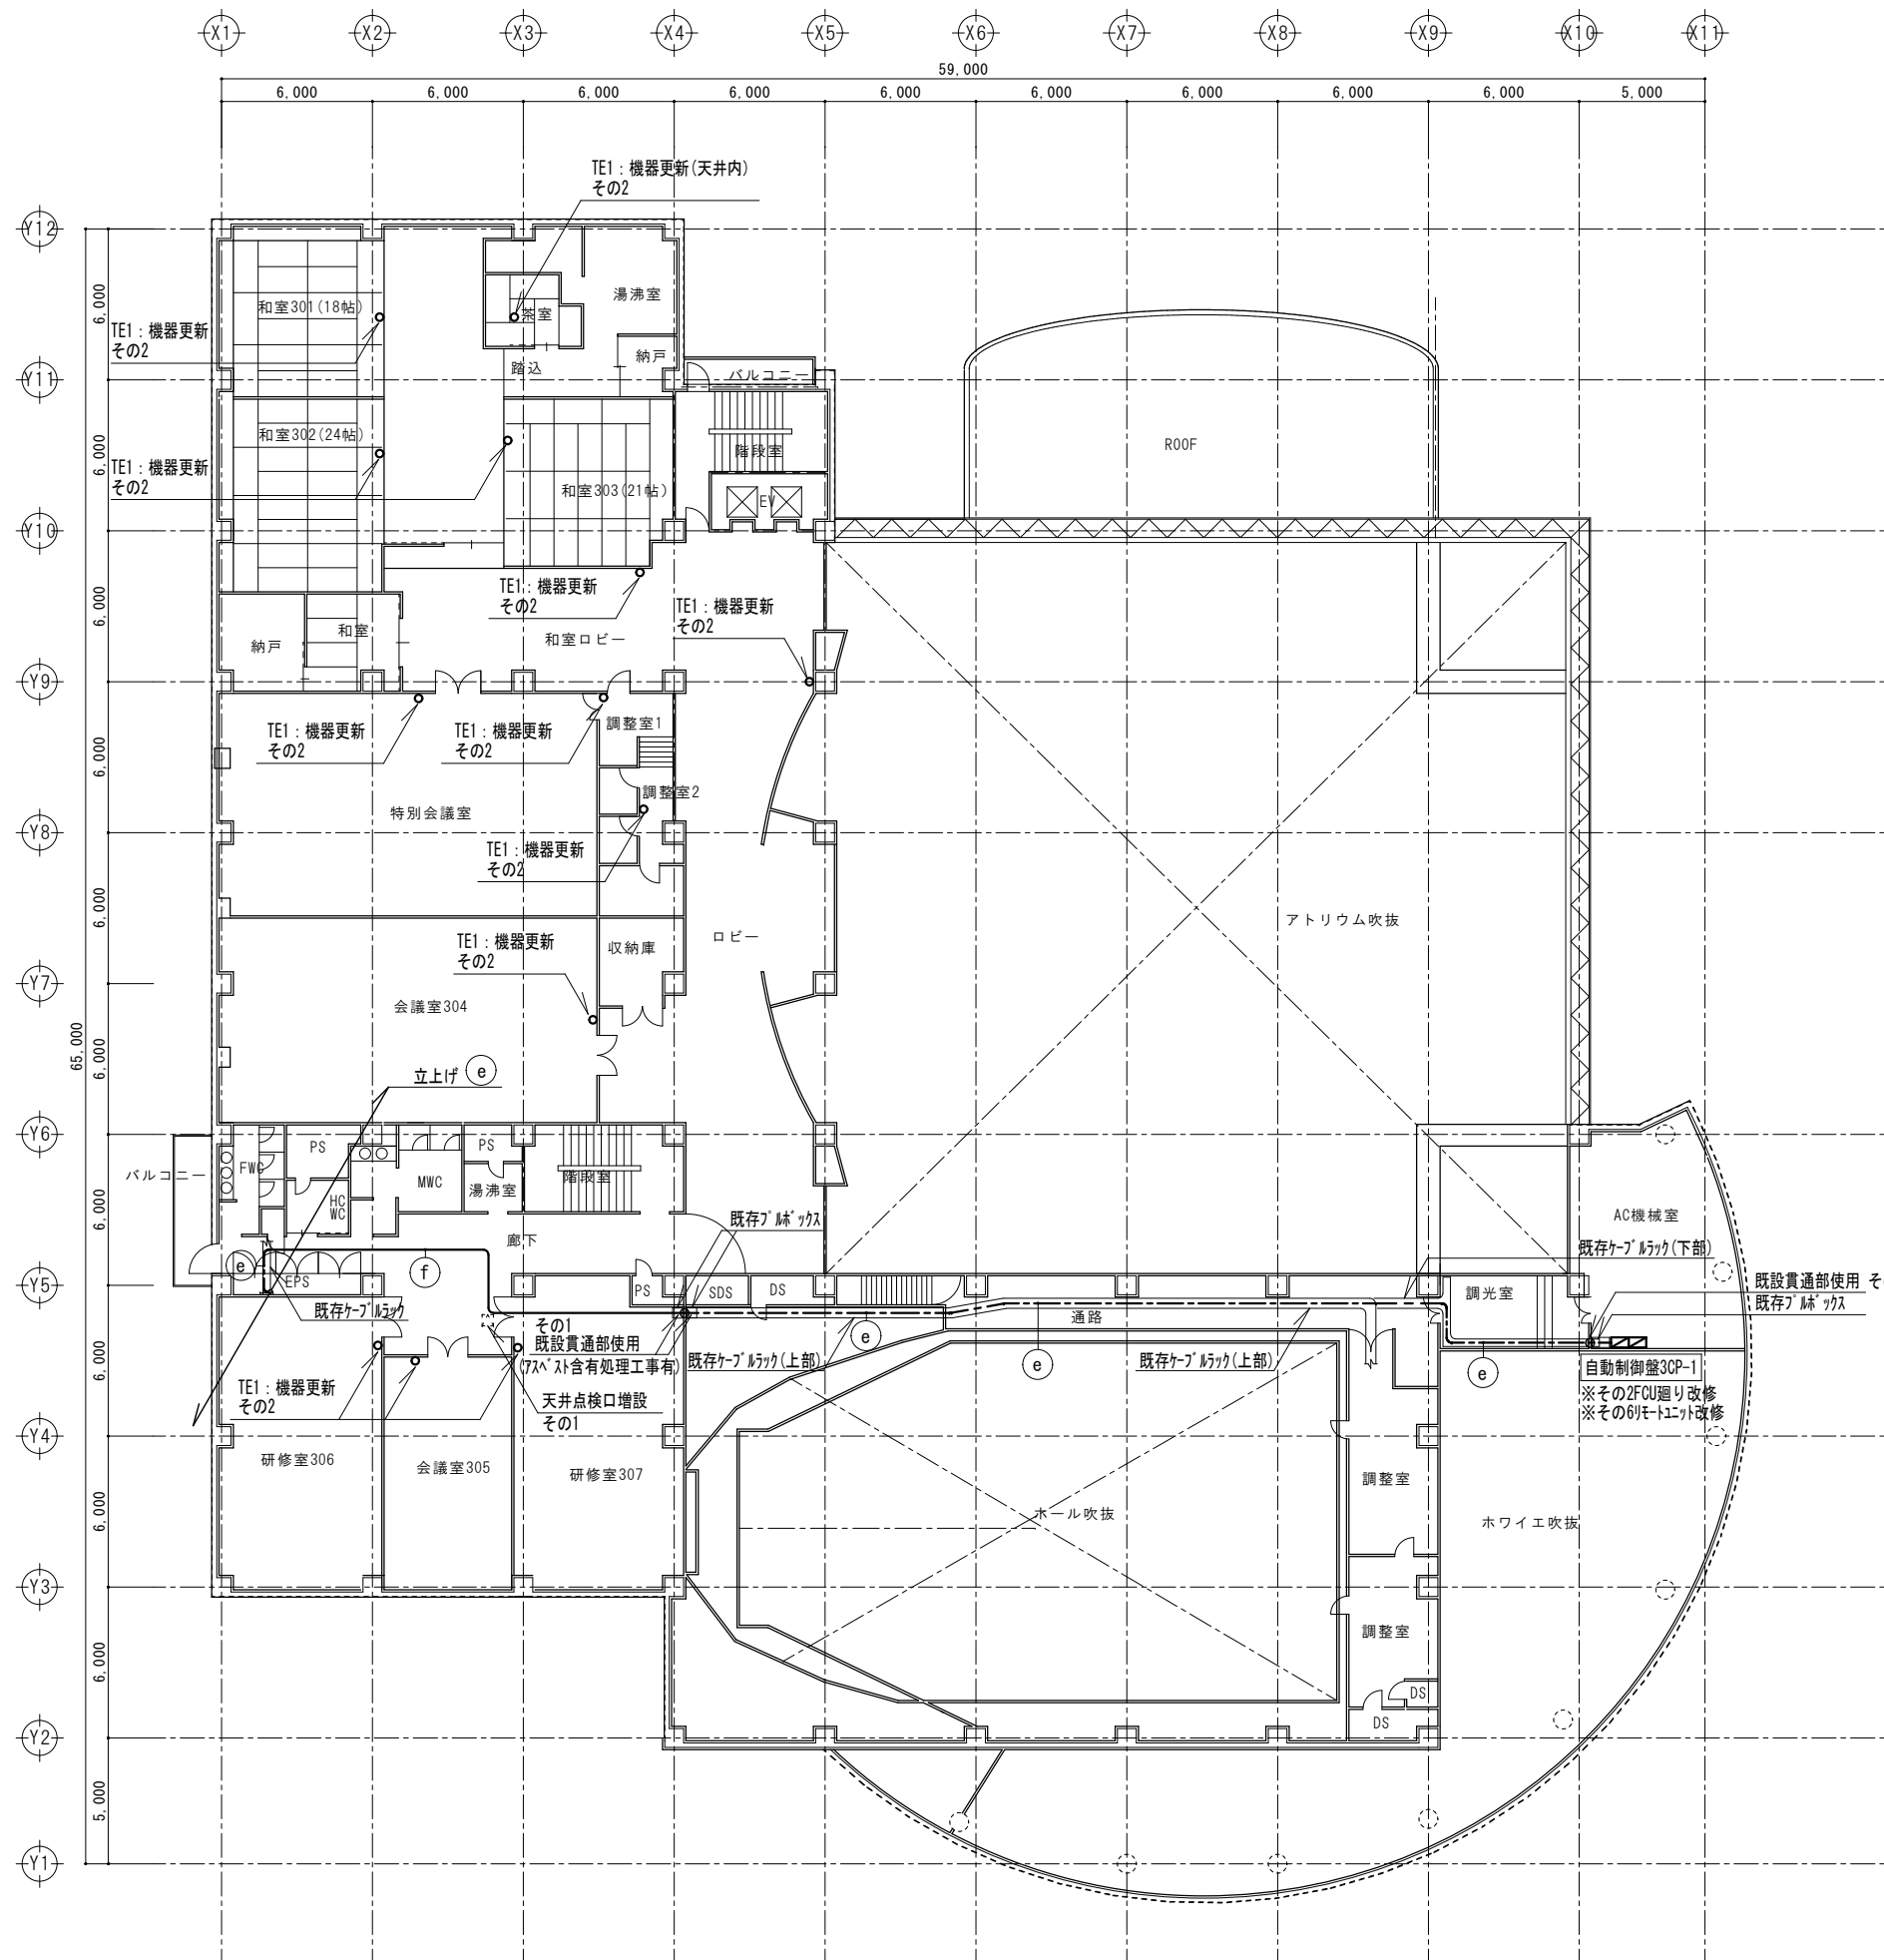 X1 X2 X3 X4 X5 X6 X7 X8 X9 X10 X11
59,000
6,000 6,000 6,000 6,000 6,000 6,000 6,000 6,000 6,000 5,000
TE1：機器更新(天井内)
その2
Y12
湯沸室
和室301(18帖)
茶室
6,000
TE1：機器更新
その2
納戸
踏込
バルコニー
Y11
和室302(24帖)
ROOF
階段室
6,000
TE1：機器更新
その2
和室303(21帖)
EV
Y10
TE1：機器更新
その2
TE1：機器更新
その2
6,000
和室
和室ロビー
納戸
Y9
TE1：機器更新
その2
TE1：機器更新
その2
調整室1
6,000
調整室2
特別会議室
Y8
TE1：機器更新
その2
アトリウム吹抜
6,000
ロビー
TE1：機器更新
その2
収納庫
Y7
会議室304
65,000
6,000
立上げ e
Y6
PS
PS
バルコニー
FWC
階段室
MWC
湯沸室
HC
WC
6,000
既存ﾌﾟﾙﾎﾞｯｸｽ
AC機械室
廊下
既存ｹｰﾌﾞﾙﾗｯｸ(下部)
e
f
Y5
EPS
既設貫通部使用 そ
PS
SDS
DS
調光室
既存ﾌﾟﾙﾎﾞｯｸｽ
既存ｹｰﾌﾞﾙﾗｯｸ
通路
その1
既設貫通部使用
(ｱｽﾍﾞｽﾄ含有処理工事有)
e
既存ｹｰﾌﾞﾙﾗｯｸ(上部)
e
既存ｹｰﾌﾞﾙﾗｯｸ(上部)
e
自動制御盤3CP-1
※その2FCU廻り改修
※その6ﾘﾓｰﾄﾕﾆｯﾄ改修
6,000
TE1：機器更新
その2
天井点検口増設
その1
Y4
研修室306
会議室305
研修室307
調整室
6,000
ホール吹抜
ホワイエ吹抜
Y3
調整室
6,000
DS
DS
Y2
5,000
Y1